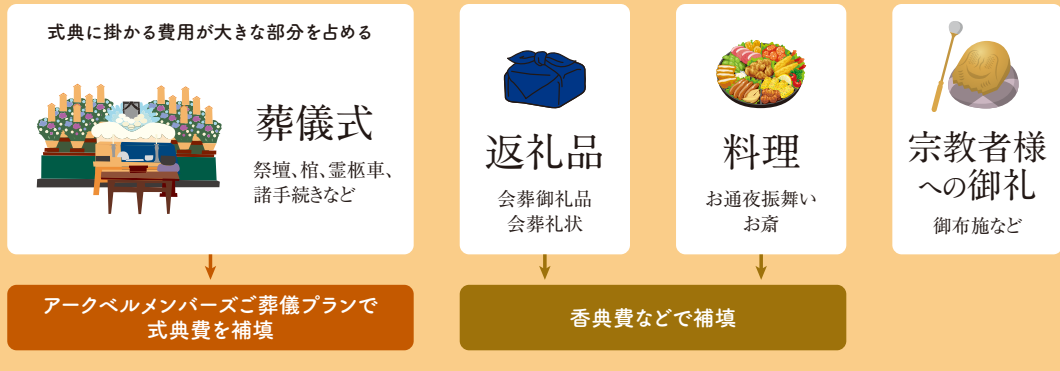 式典に掛かる費用が大きな部分を占める
葬儀式
祭壇、棺、霊柩車、
諸手続きなど
アークベルメンバーズご葬儀プランで
式典費を補填
返礼品
会葬御礼品
会葬礼状
料理
お通夜振舞い
お斎
香典費などで補填
宗教者様
への御礼
御布施など